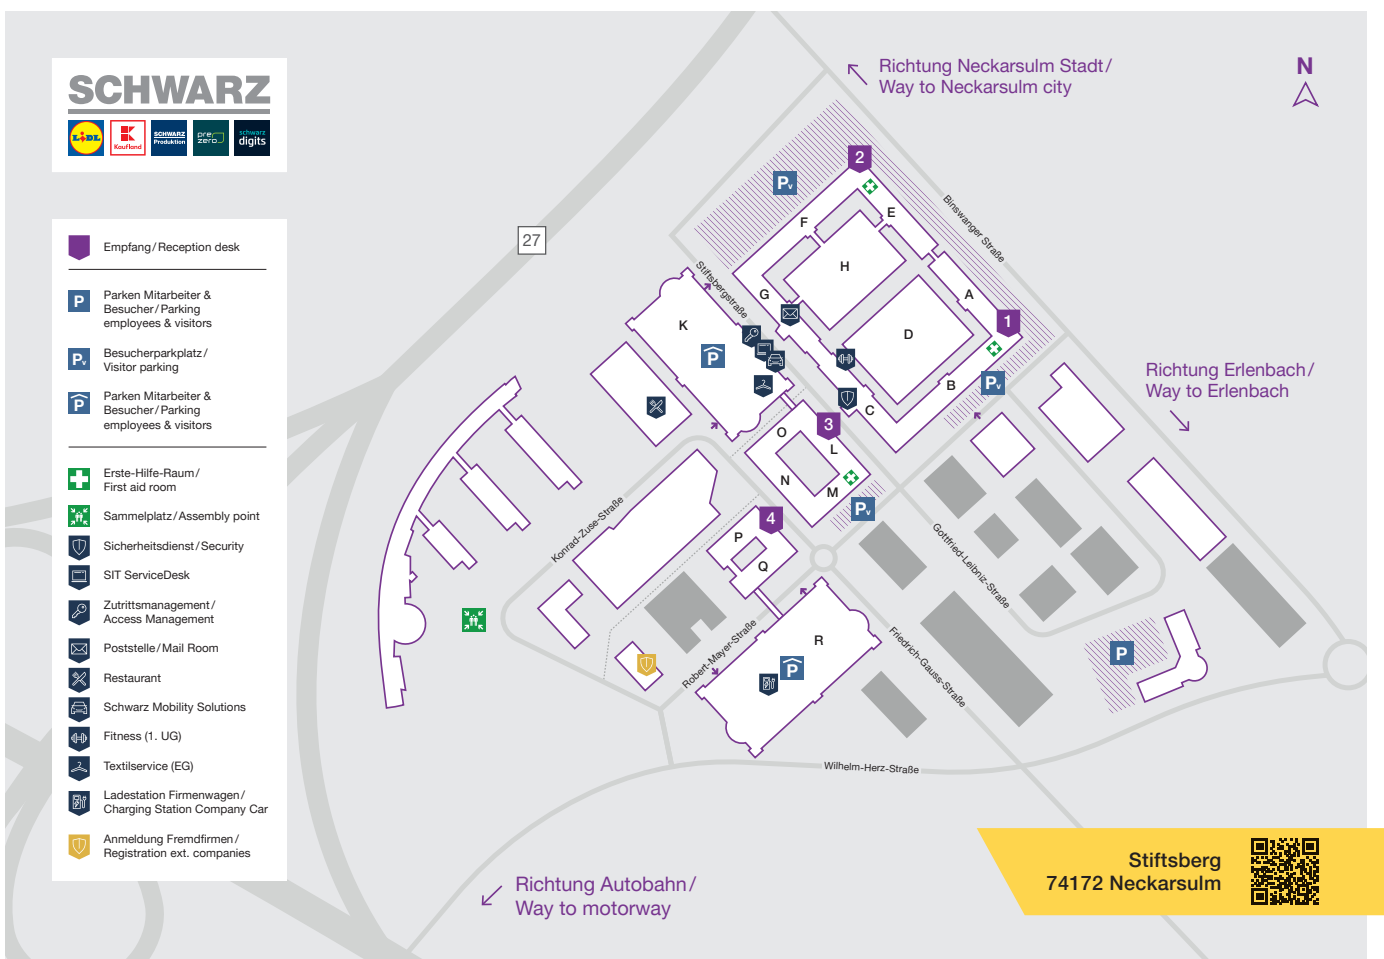 SCHWARZ
LiDL
K
Kaufland
SCHWARZ
Produktion
pre
zero
schwarz
digits
Empfang/Reception desk
P
Parken Mitarbeiter &
Besucher/Parking
employees & visitors
Pv
Besucherparkplatz/
Visitor parking
P
Parken Mitarbeiter &
Besucher/Parking
employees & visitors
Erste-Hilfe-Raum/
First aid room
Sammelplatz/Assembly point
Sicherheitsdienst/Security
SIT ServiceDesk
Zutrittsmanagement/
Access Management
Poststelle/Mail Room
Restaurant
Schwarz Mobility Solutions
Fitness (1. UG)
Textilservice (EG)
Ladestation Firmenwagen/
Charging Station Company Car
Anmeldung Fremdfirmen/
Registration ext. companies
Richtung Neckarsulm Stadt/
Way to Neckarsulm city
N
27
2
Pv
E
F
Binswanger Straße
H
Stiftsbergstraße
G
A
K
D
1
P
B
Pv
C
Richtung Erlenbach/
Way to Erlenbach
3
O
L
N
M
Pv
4
P
Q
Konrad-Zuse-Straße
Gottfried-Leibniz-Straße
Robert-Mayer-Straße
R
P
Friedrich-Gauss-Straße
P
Wilhelm-Herz-Straße
Richtung Autobahn/
Way to motorway
Stiftsberg
74172 Neckarsulm